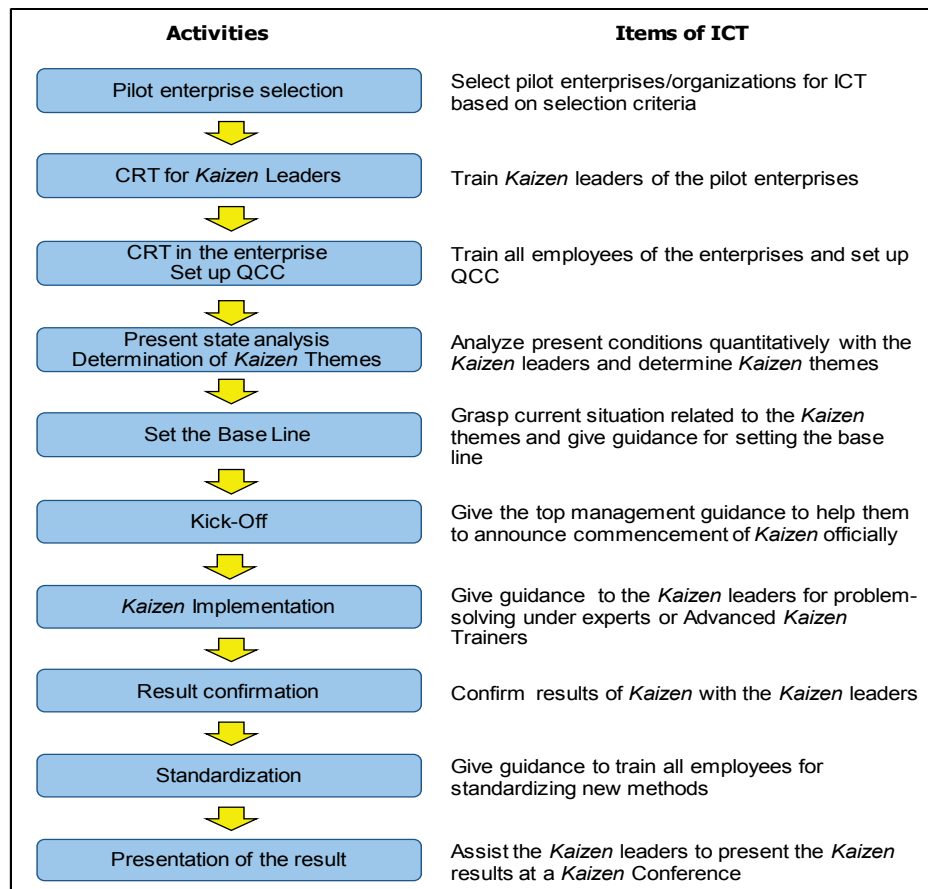 Activities
Items of ICT
Pilot enterprise selection
Select pilot enterprises/organizations for ICT
based on selection criteria
CRT for Kaizen Leaders
Train Kaizen leaders of the pilot enterprises
CRT in the enterprise
Set up QCC
Train all employees of the enterprises and set up
QCC
Present state analysis
Determination of Kaizen Themes
Analyze present conditions quantitatively with the
Kaizen leaders and determine Kaizen themes
Set the Base Line
Grasp current situation related to the Kaizen
themes and give guidance for setting the base
line
Kick-Off
Give the top management guidance to help them
to announce commencement of Kaizen officially
Kaizen Implementation
Give guidance to the Kaizen leaders for problem-
solving under experts or Advanced Kaizen
Trainers
Result confirmation
Confirm results of Kaizen with the Kaizen leaders
Standardization
Give guidance to train all employees for
standardizing new methods
Presentation of the result
Assist the Kaizen leaders to present the Kaizen
results at a Kaizen Conference